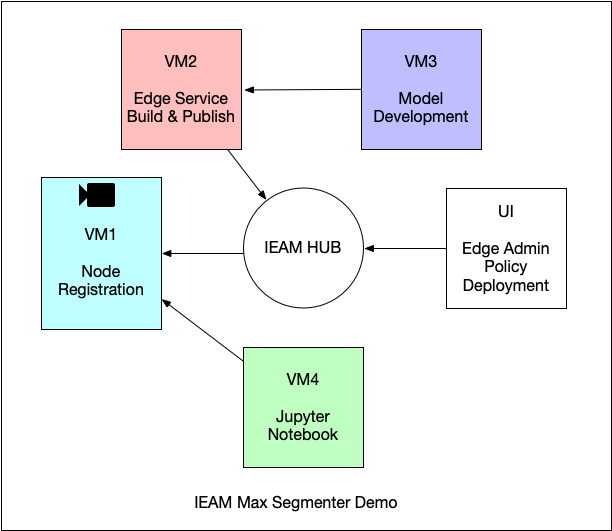 VM2
Edge Service
Build & Publish
VM3
Model
Development
VM1
Node
Registration
IEAM HUB
UI
Edge Admin
Policy
Deployment
VM4
Jupyter
Notebook
IEAM Max Segmenter Demo